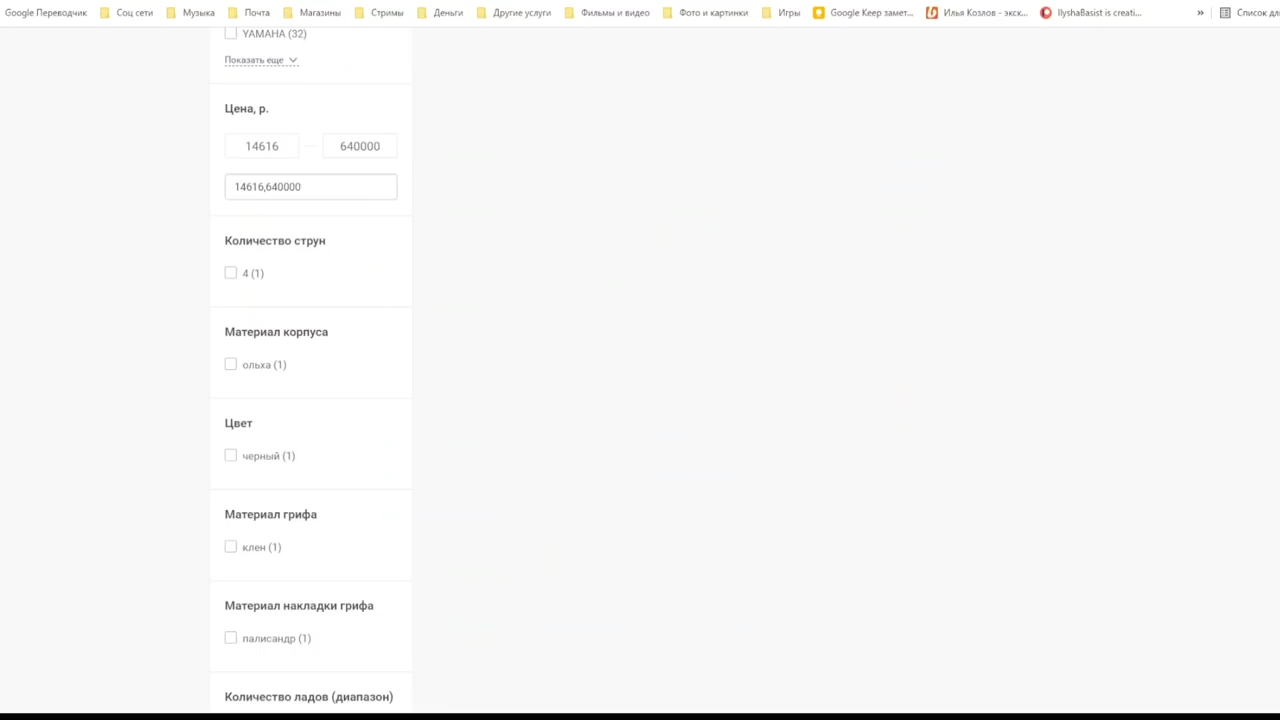 Google Переводчик Соц сети Музыка Почта Магазины Стримы Деньги Другие услуги Фильмы и видео Фото и картинки Игры Google Keep замет... Илья Козлов - экск... IlyshaBasist is creati... » Список дл
YAMAHA (32)
Показать еще
Цена, р.
14616 — 640000
14616,640000
Количество струн
4 (1)
Материал корпуса
ольха (1)
Цвет
черный (1)
Материал грифа
клен (1)
Материал накладки грифа
палисандр (1)
Количество ладов (диапазон)